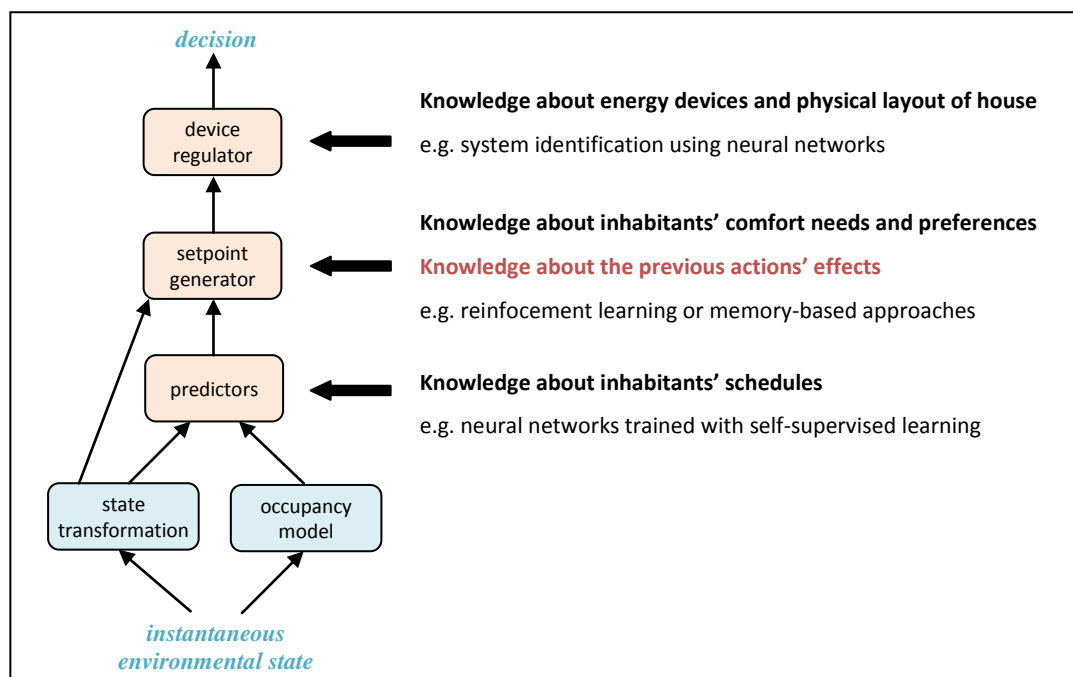 decision
device
regulator
Knowledge about energy devices and physical layout of house
e.g. system identification using neural networks
setpoint
generator
Knowledge about inhabitants' comfort needs and preferences
Knowledge about the previous actions' effects
e.g. reinfocement learning or memory-based approaches
predictors
Knowledge about inhabitants' schedules
e.g. neural networks trained with self-supervised learning
state
transformation
occupancy
model
instantaneous
environmental state